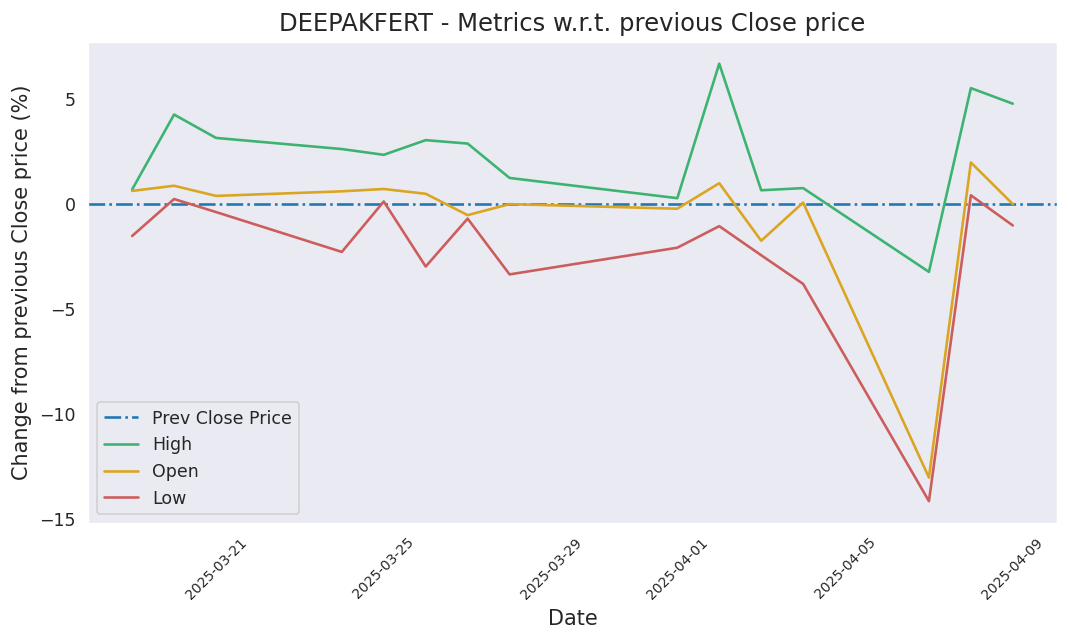 DEEPAKFERT - Metrics w.r.t. previous Close price
Change from previous Close price (%)
5
0
−5
−10
−15
Prev Close Price
High
Open
Low
2025-03-21
2025-03-25
2025-03-29
2025-04-01
2025-04-05
2025-04-09
Date